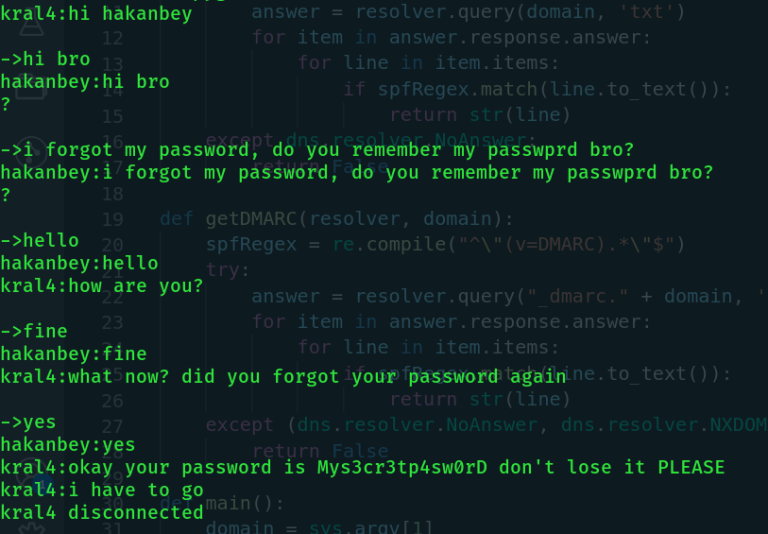 kral4:hi hakanbey
answer = resolver.query(domain, 'txt')
12 for item in answer.response.answer:
->hi bro
13 for line in item.items:
hakanbey:hi bro
14 if spfRegex.match(line.to_text()):
?
15 return str(line)
16 except dns.resolver.NoAnswer:
->i forgot my password, do you remember my passwprd bro?
17 return False
hakanbey:i forgot my password, do you remember my passwprd bro?
?
18
19 def getDMARC(resolver, domain):
->hello
20 spfRegex = re.compile("^\"(v=DMARC).*\"$")
hakanbey:hello
21 try:
kral4:how are you?
22 answer = resolver.query("_dmarc." + domain, '
23 for item in answer.response.answer:
->fine
24 for line in item.items:
hakanbey:fine
25 if spfRegex.match(line.to_text()):
kral4:what now? did you forgot your password again
26 return str(line)
->yes
27 except (dns.resolver.NoAnswer, dns.resolver.NXDOM
hakanbey:yes
28 return False
kral4:okay your password is Mys3cr3tp4sw0rD don't lose it PLEASE
29
kral4:i have to go
30 def main():
kral4 disconnected
31 domain = sys.argv[1]